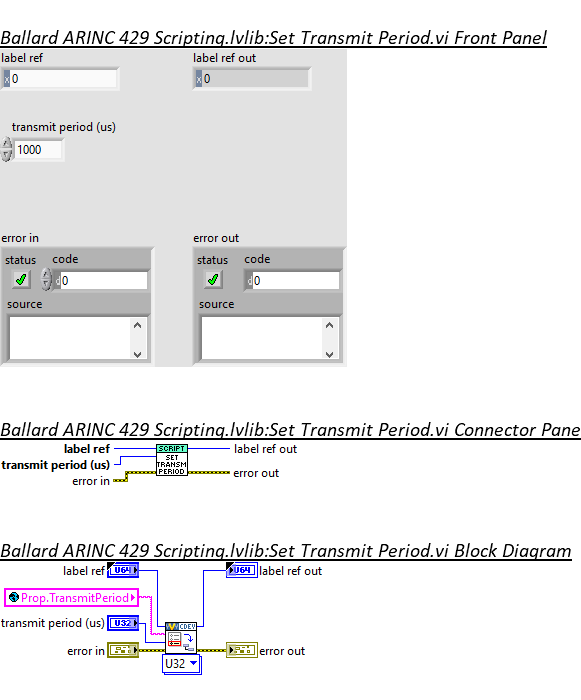 Ballard ARINC 429 Scripting.lvlib:Set Transmit Period.vi Front Panel
label ref
label ref out
x 0
x 0
transmit period (us)
1000
error in
error out
status code
status code
d 0
d 0
source
source
Ballard ARINC 429 Scripting.lvlib:Set Transmit Period.vi Connector Pane
label ref
SCRIPT
label ref out
transmit period (us)
SET
TRANSM
PERIOD
error in
error out
Ballard ARINC 429 Scripting.lvlib:Set Transmit Period.vi Block Diagram
label ref
U64
U64
label ref out
Prop.TransmitPeriod
transmit period (us)
U32
CDEV
error in
error out
U32